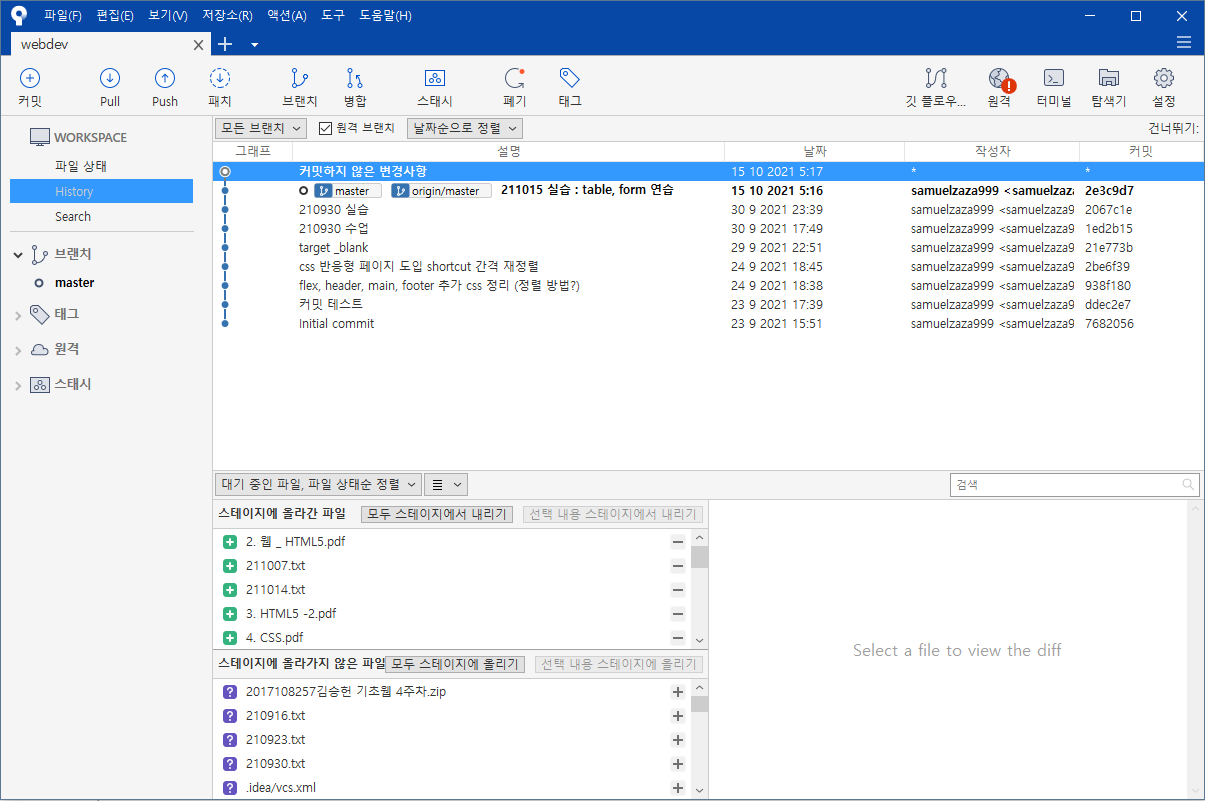 파일(F) 편집(E) 보기(V) 저장소(R) 액션(A) 도구 도움말(H)
webdev
커밋 Pull Push 패치 브랜치 병합 스태시 폐기 태그 깃 플로우... 원격 터미널 탐색기 설정
WORKSPACE
파일 상태
History
Search
브랜치
master
태그
원격
스태시
모든 브랜치 원격 브랜치 날짜순으로 정렬 건너뛰기:
그래프 설명 날짜 작성자 커밋
커밋하지 않은 변경사항 15 10 2021 5:17 * *
master origin/master 211015 실습 : table, form 연습 15 10 2021 5:16 samuelzaza999 <samuelzaza 2e3c9d7
210930 실습 30 9 2021 23:39 samuelzaza999 <samuelzaza9 2067c1e
210930 수업 30 9 2021 17:49 samuelzaza999 <samuelzaza9 1ed2b15
target _blank 29 9 2021 22:51 samuelzaza999 <samuelzaza9 21e773b
css 반응형 페이지 도입 shortcut 간격 재정렬 24 9 2021 18:45 samuelzaza999 <samuelzaza9 2be6f39
flex, header, main, footer 추가 css 정리 (정렬 방법?) 24 9 2021 18:38 samuelzaza999 <samuelzaza9 938f180
커밋 테스트 23 9 2021 17:39 samuelzaza999 <samuelzaza9 ddec2e7
Initial commit 23 9 2021 15:51 samuelzaza999 <samuelzaza9 7682056
대기 중인 파일, 파일 상태순 정렬 검색
스테이지에 올라간 파일 모두 스테이지에서 내리기 선택 내용 스테이지에서 내리기
2. 웹 _ HTML5.pdf
211007.txt
211014.txt
3. HTML5 -2.pdf
4. CSS.pdf
스테이지에 올라가지 않은 파일 모두 스테이지에 올리기 선택 내용 스테이지에 올리기
2017108257김승헌 기초웹 4주차.zip
210916.txt
210923.txt
210930.txt
.idea/vcs.xml
Select a file to view the diff